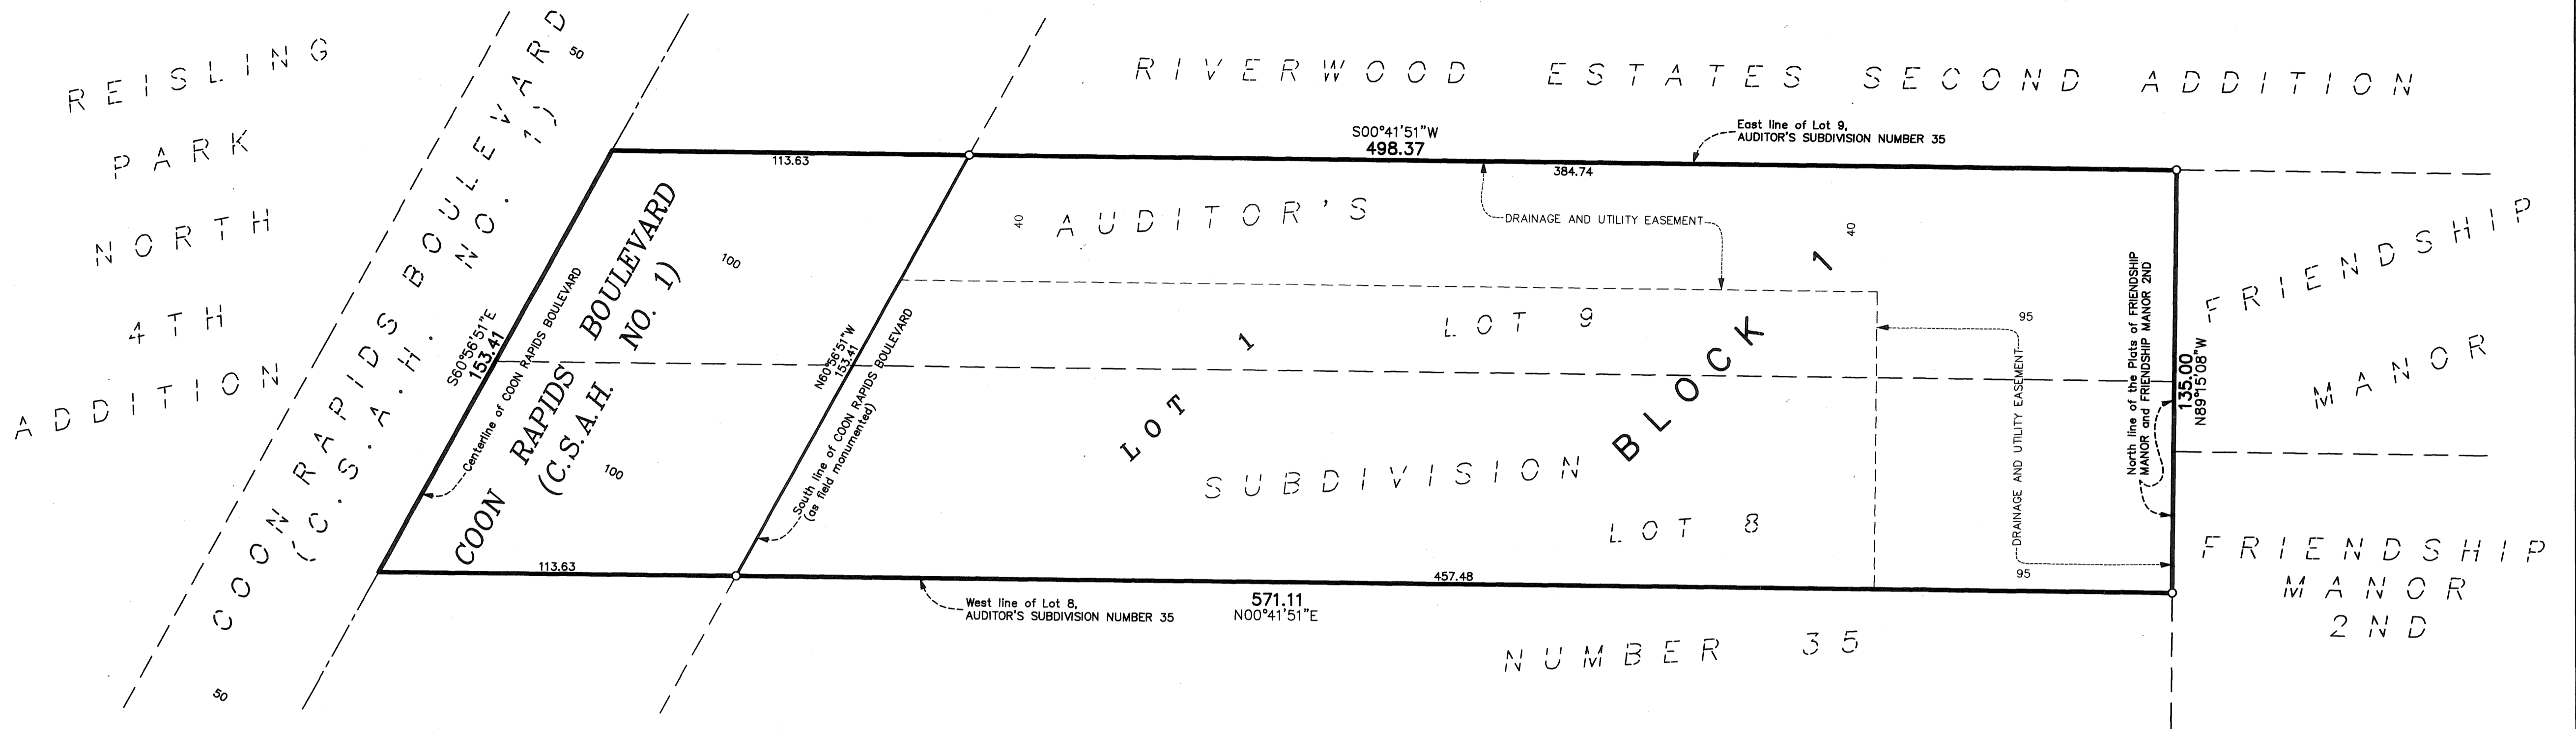 REISLING
PARK
NORTH
4TH
ADDITION
COON RAPIDS BOULEVARD
(C.S.A.H. NO. 1)
50
50
S60°56'51"E
153.41
Centerline of COON RAPIDS BOULEVARD
COON RAPIDS BOULEVARD
(C.S.A.H. NO. 1)
100
100
113.63
113.63
N60°56'51"W
153.41
South line of COON RAPIDS BOULEVARD
(as field monumented)
RIVERWOOD ESTATES SECOND ADDITION
S00°41'51"W
498.37
384.74
East line of Lot 9,
AUDITOR'S SUBDIVISION NUMBER 35
40
AUDITOR'S
DRAINAGE AND UTILITY EASEMENT
40
LOT 9
LOT 1
BLOCK 1
SUBDIVISION
LOT 8
95
DRAINAGE AND UTILITY EASEMENT
95
North line of the Plats of FRIENDSHIP
MANOR and FRIENDSHIP MANOR 2ND
135.00
N89°15'08"W
457.48
571.11
N00°41'51"E
West line of Lot 8,
AUDITOR'S SUBDIVISION NUMBER 35
NUMBER 35
FRIENDSHIP
MANOR
FRIENDSHIP
MANOR
2ND